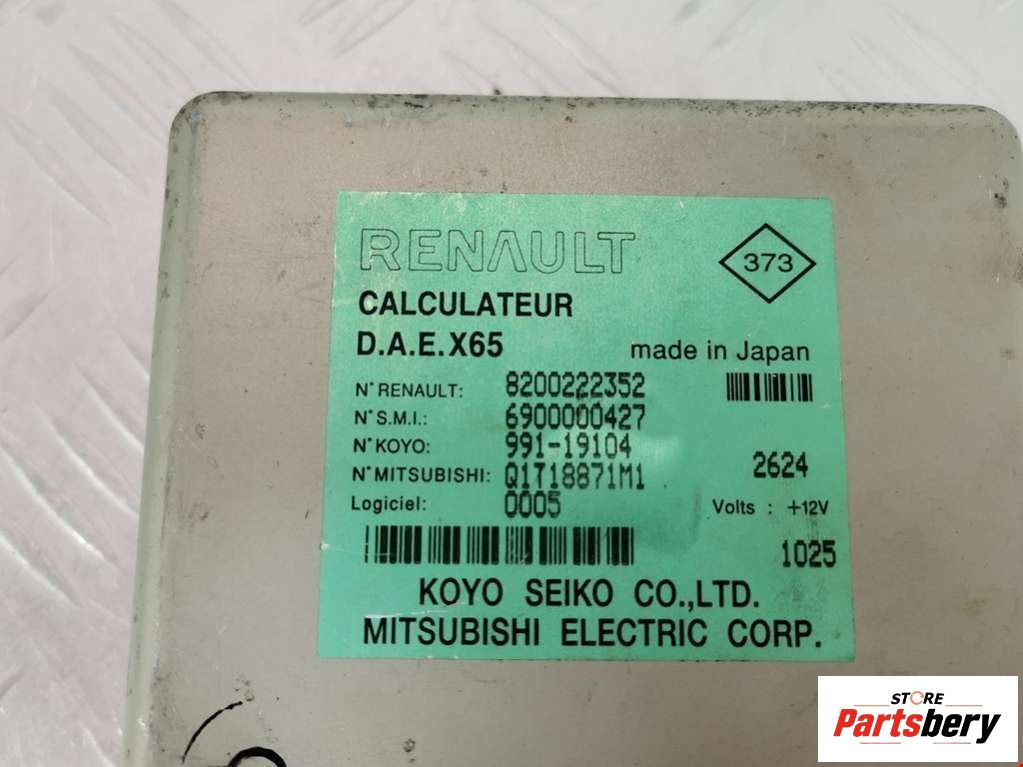 RENAULT
373
CALCULATEUR
D.A.E.X65
made in Japan
N° RENAULT: 8200222352
N° S.M.I.: 6900000427
N° KOYO: 991-19104
N° MITSUBISHI: Q1T18871M1
2624
Logiciel: 0005
Volts : +12V
1025
KOYO SEIKO CO.,LTD.
MITSUBISHI ELECTRIC CORP.
STORE
Partsbery